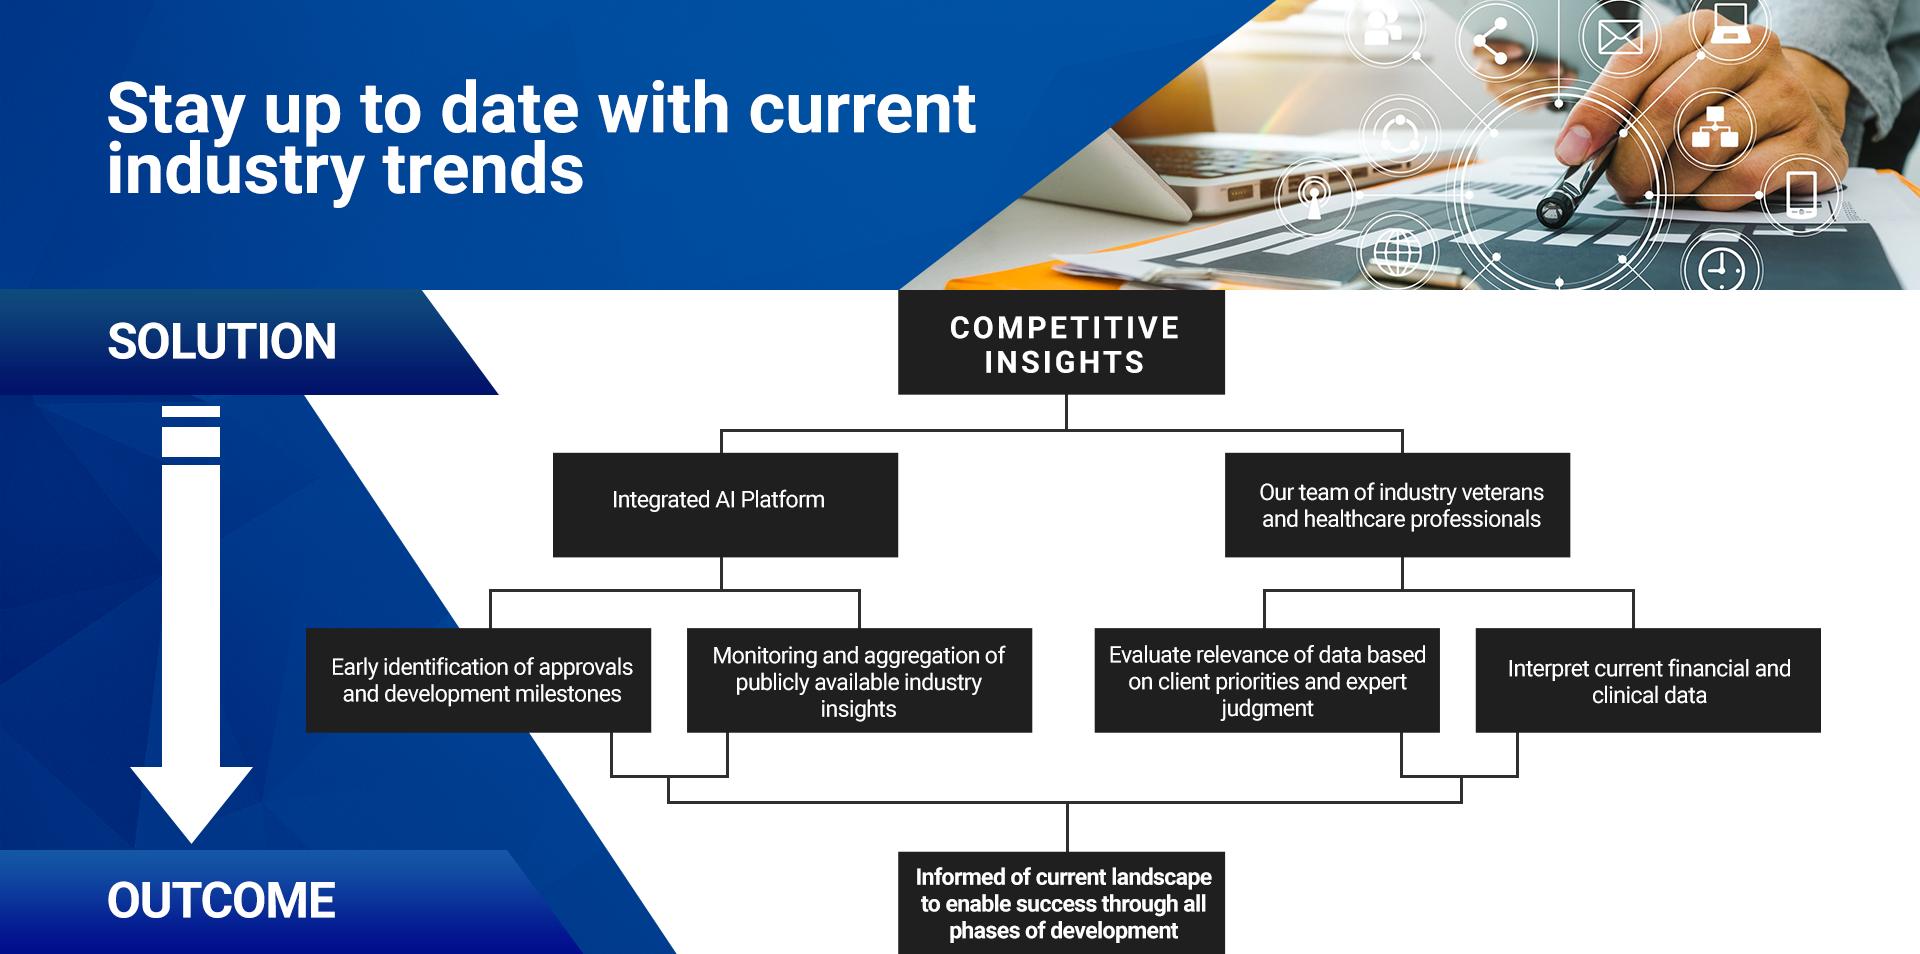 Stay up to date with current
industry trends
SOLUTION
COMPETITIVE
INSIGHTS
Integrated AI Platform
Our team of industry veterans
and healthcare professionals
Early identification of approvals
and development milestones
Monitoring and aggregation of
publicly available industry
insights
Evaluate relevance of data based
on client priorities and expert
judgment
Interpret current financial and
clinical data
OUTCOME
Informed of current landscape
to enable success through all
phases of development